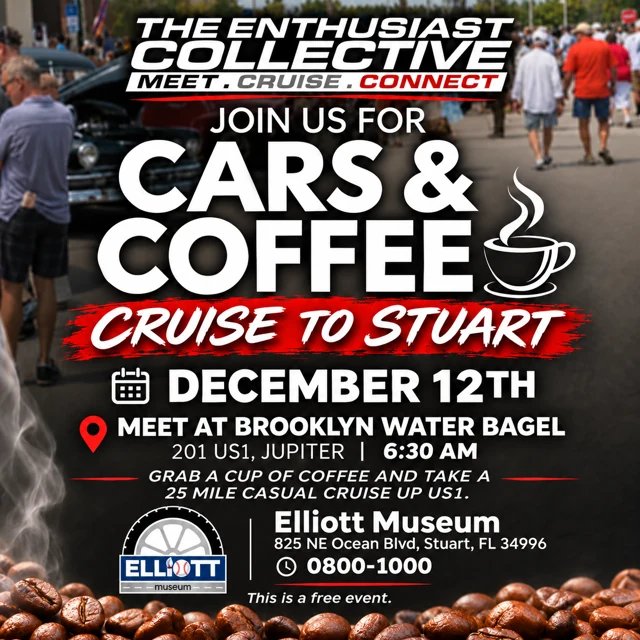 THE ENTHUSIAST
COLLECTIVE
MEET.CRUISE.CONNECT
JOIN US FOR
CARS &
COFFEE
CRUISE TO STUART
DECEMBER 12TH
MEET AT BROOKLYN WATER BAGEL
201 US1, JUPITER | 6:30 AM
GRAB A CUP OF COFFEE AND TAKE A
25 MILE CASUAL CRUISE UP US1.
ELLIOTT
museum
Elliott Museum
825 NE Ocean Blvd, Stuart, FL 34996
0800-1000
This is a free event.